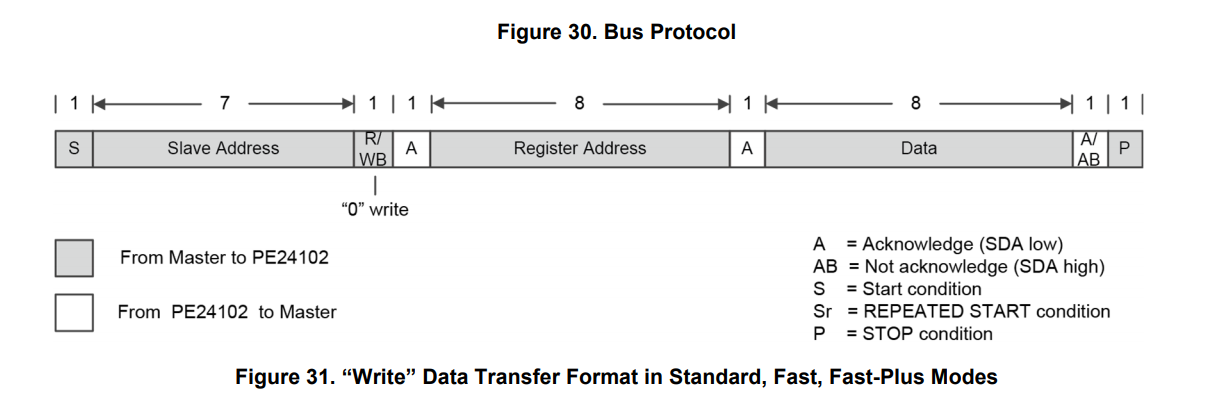 Figure 30. Bus Protocol
1 7 1 1 8 1 8 1 1
S Slave Address R/WB A Register Address A Data A/AB P
“0” write
From Master to PE24102
From PE24102 to Master
A = Acknowledge (SDA low)
AB = Not acknowledge (SDA high)
S = Start condition
Sr = REPEATED START condition
P = STOP condition
Figure 31. “Write” Data Transfer Format in Standard, Fast, Fast-Plus Modes